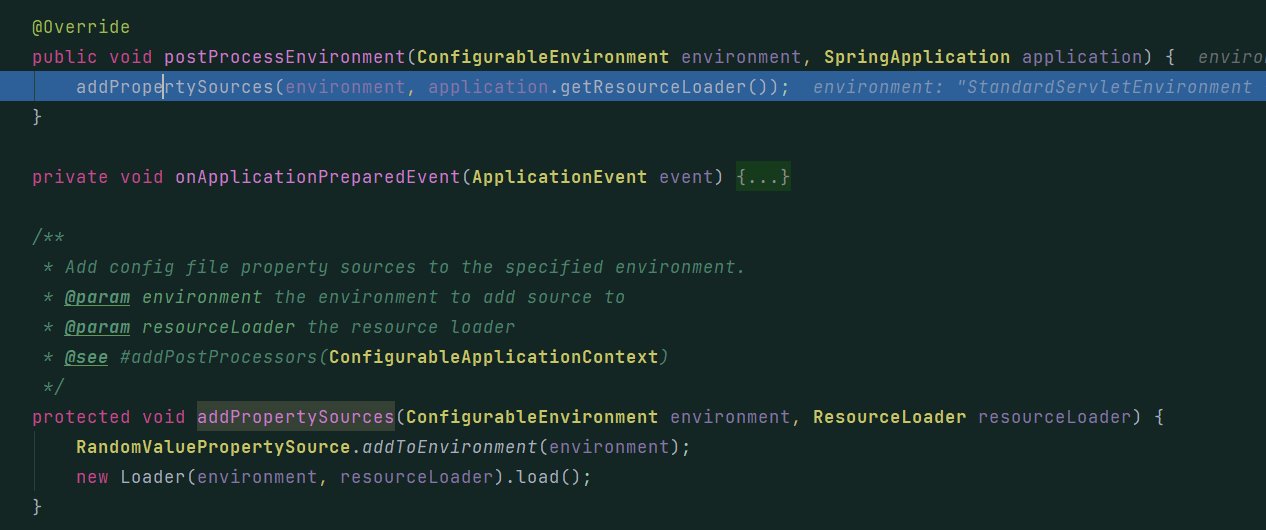 @Override
public void postProcessEnvironment(ConfigurableEnvironment environment, SpringApplication application) {
addPropertySources(environment, application.getResourceLoader()); environment: "StandardServletEnvironment
}
private void onApplicationPreparedEvent(ApplicationEvent event) {...}
/**
* Add config file property sources to the specified environment.
* @param environment the environment to add source to
* @param resourceLoader the resource loader
* @see #addPostProcessors(ConfigurableApplicationContext)
*/
protected void addPropertySources(ConfigurableEnvironment environment, ResourceLoader resourceLoader) {
RandomValuePropertySource.addToEnvironment(environment);
new Loader(environment, resourceLoader).load();
}